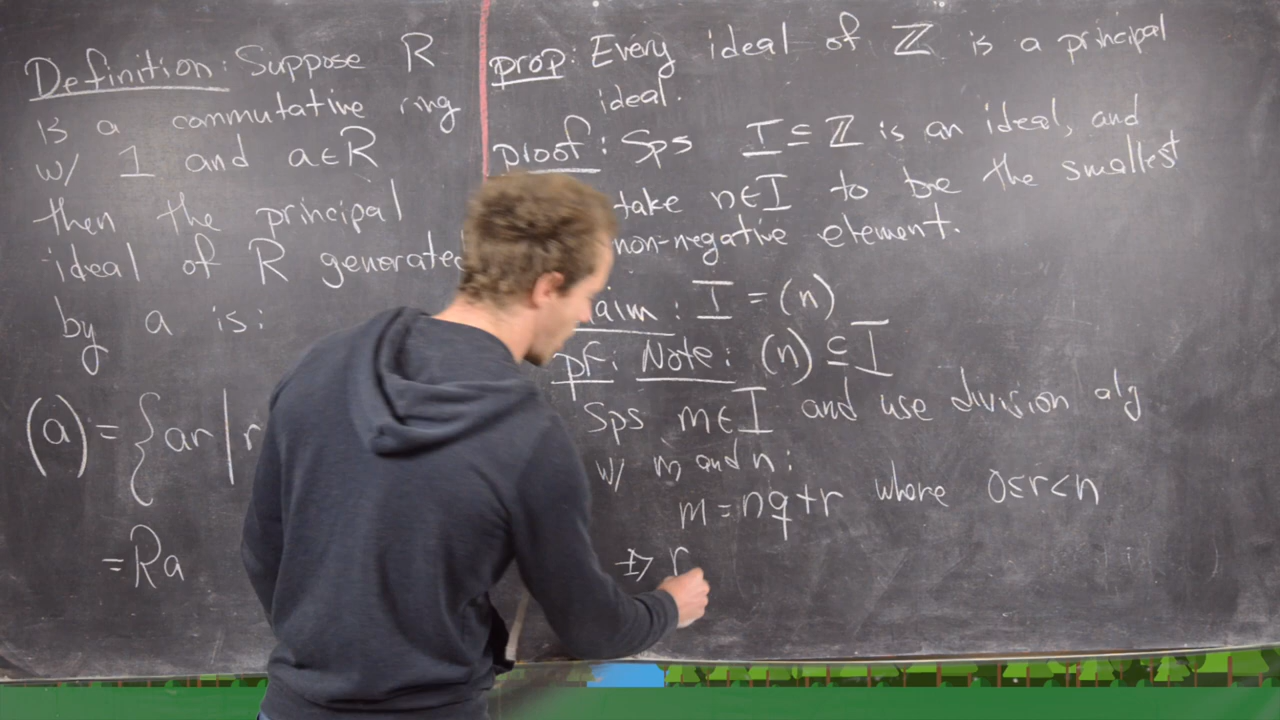 Definition: Suppose R
is a commutative ring
w/ 1 and a∈R
then the principal
ideal of R generated
by a is:
(a) = {ar | r
= Ra
prop: Every ideal of ℤ is a principal
ideal.
proof: Sps I ⊆ ℤ is an ideal, and
take n∈I to be the smallest
non-negative element.
aim: I = (n)
pf: Note: (n) ⊆ I
Sps m∈I and use division alg
w/ m and n:
m = nq+r where 0≤r<n
⇒ r